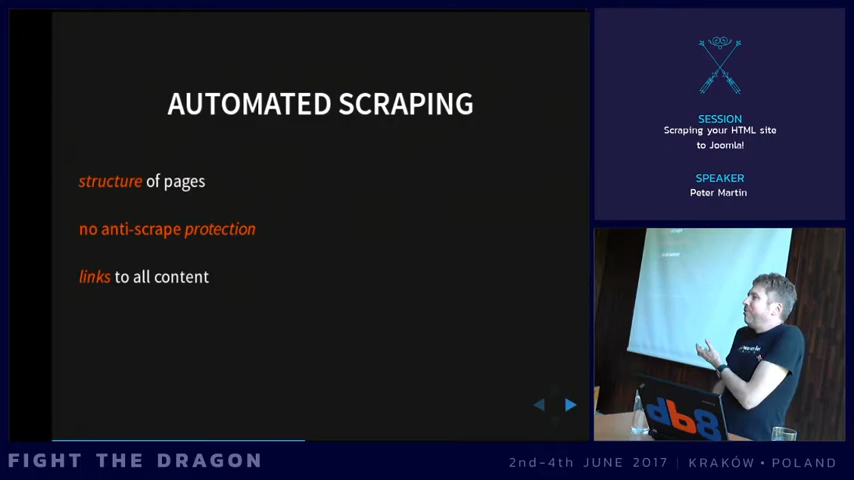 AUTOMATED SCRAPING
structure of pages
no anti-scrape protection
links to all content
SESSION
Scraping your HTML site
to Joomla!
SPEAKER
Peter Martin
db8
FIGHT THE DRAGON
2nd-4th JUNE 2017 | KRAKÓW • POLAND